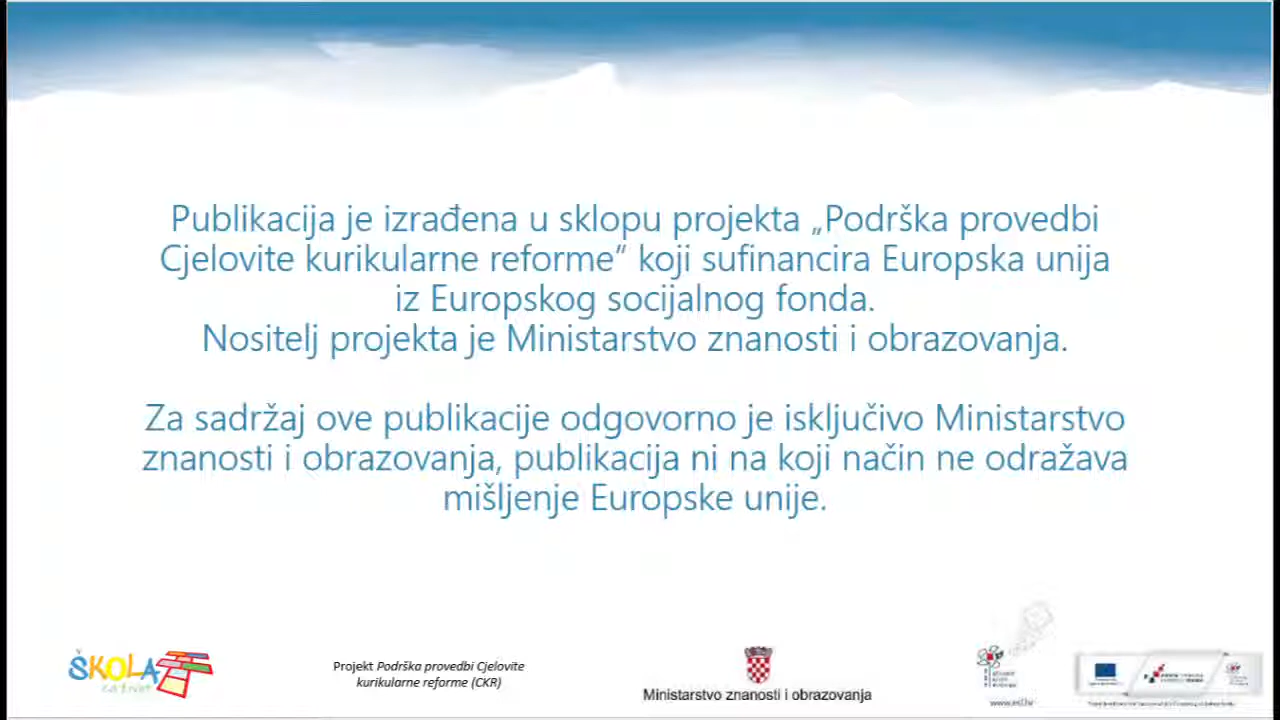 Publikacija je izrađena u sklopu projekta „Podrška provedbi
Cjelovite kurikularne reforme” koji sufinancira Europska unija
iz Europskog socijalnog fonda.
Nositelj projekta je Ministarstvo znanosti i obrazovanja.
Za sadržaj ove publikacije odgovorno je isključivo Ministarstvo
znanosti i obrazovanja, publikacija ni na koji način ne odražava
mišljenje Europske unije.
ŠKOLA
za život
Projekt Podrška provedbi Cjelovite
kurikularne reforme (CKR)
Ministarstvo znanosti i obrazovanja